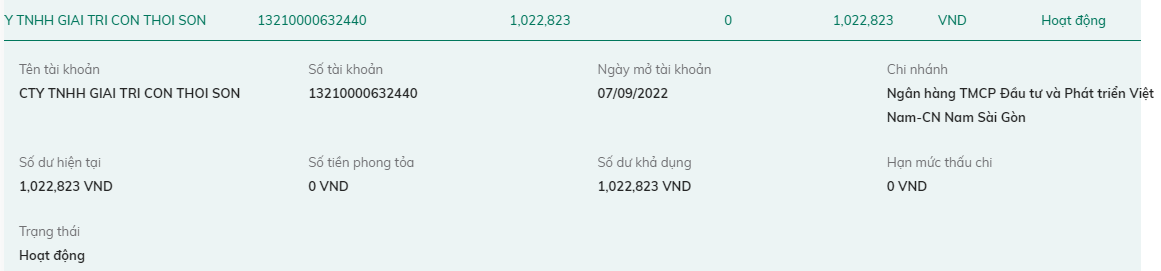 Y TNHH GIAI TRI CON THOI SON 13210000632440 1,022,823 0 1,022,823 VND Hoạt động
Tên tài khoản Số tài khoản Ngày mở tài khoản Chi nhánh
CTY TNHH GIAI TRI CON THOI SON 13210000632440 07/09/2022 Ngân hàng TMCP Đầu tư và Phát triển Việt
Nam-CN Nam Sài Gòn
Số dư hiện tại Số tiền phong tỏa Số dư khả dụng Hạn mức thấu chi
1,022,823 VND 0 VND 1,022,823 VND 0 VND
Trạng thái
Hoạt động